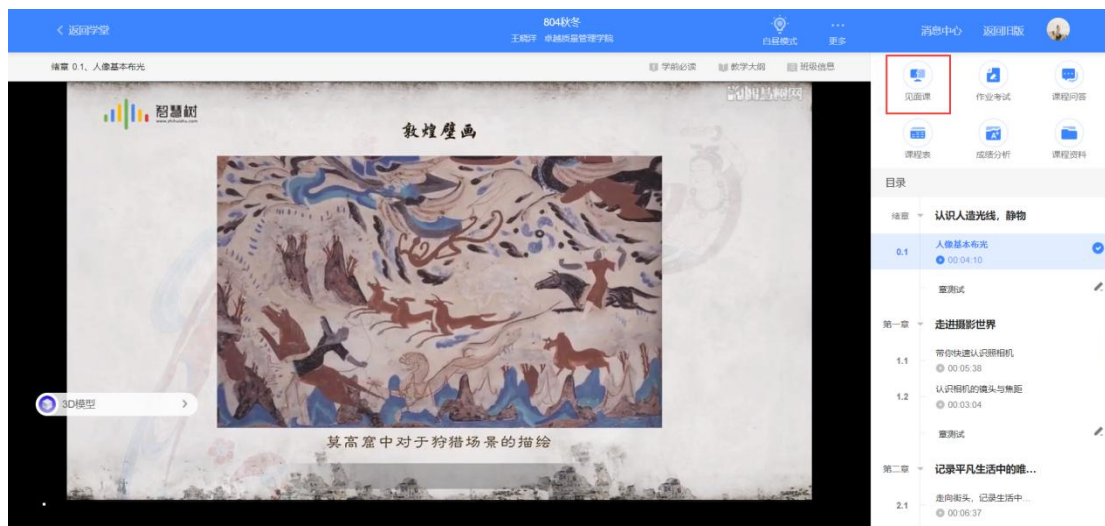 < 返回学堂
804秋冬
王晓洋 卓越质量管理学院
白昼模式
更多
消息中心
返回旧版
绪章 0.1、人像基本布光
学前必读
教学大纲
班级信息
见面课
作业考试
课程问答
课程表
成绩分析
课程资料
智慧树
www.zhihuishu.com
智慧树网
敦煌壁画
莫高窟中对于狩猎场景的描绘
3D模型
目录
绪章 认识人造光线,静物
0.1 人像基本布光
00:04:10
章测试
第一章 走进摄影世界
1.1 带你快速认识照相机
00:05:38
1.2 认识相机的镜头与焦距
00:03:04
章测试
第二章 记录平凡生活中的唯...
2.1 走向街头,记录生活中...
00:06:37